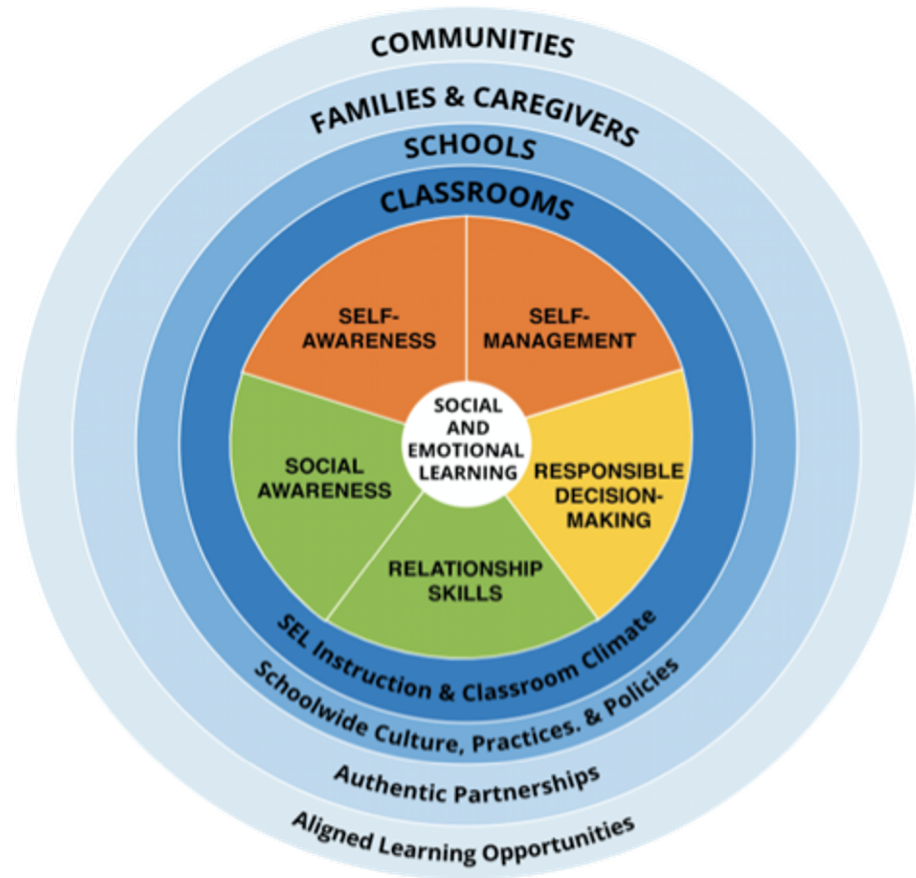 COMMUNITIES
FAMILIES & CAREGIVERS
SCHOOLS
CLASSROOMS
SELF-
AWARENESS
SELF-
MANAGEMENT
SOCIAL
AND
EMOTIONAL
LEARNING
SOCIAL
AWARENESS
RESPONSIBLE
DECISION-
MAKING
RELATIONSHIP
SKILLS
SEL Instruction & Classroom Climate
Schoolwide Culture, Practices. & Policies
Authentic Partnerships
Aligned Learning Opportunities